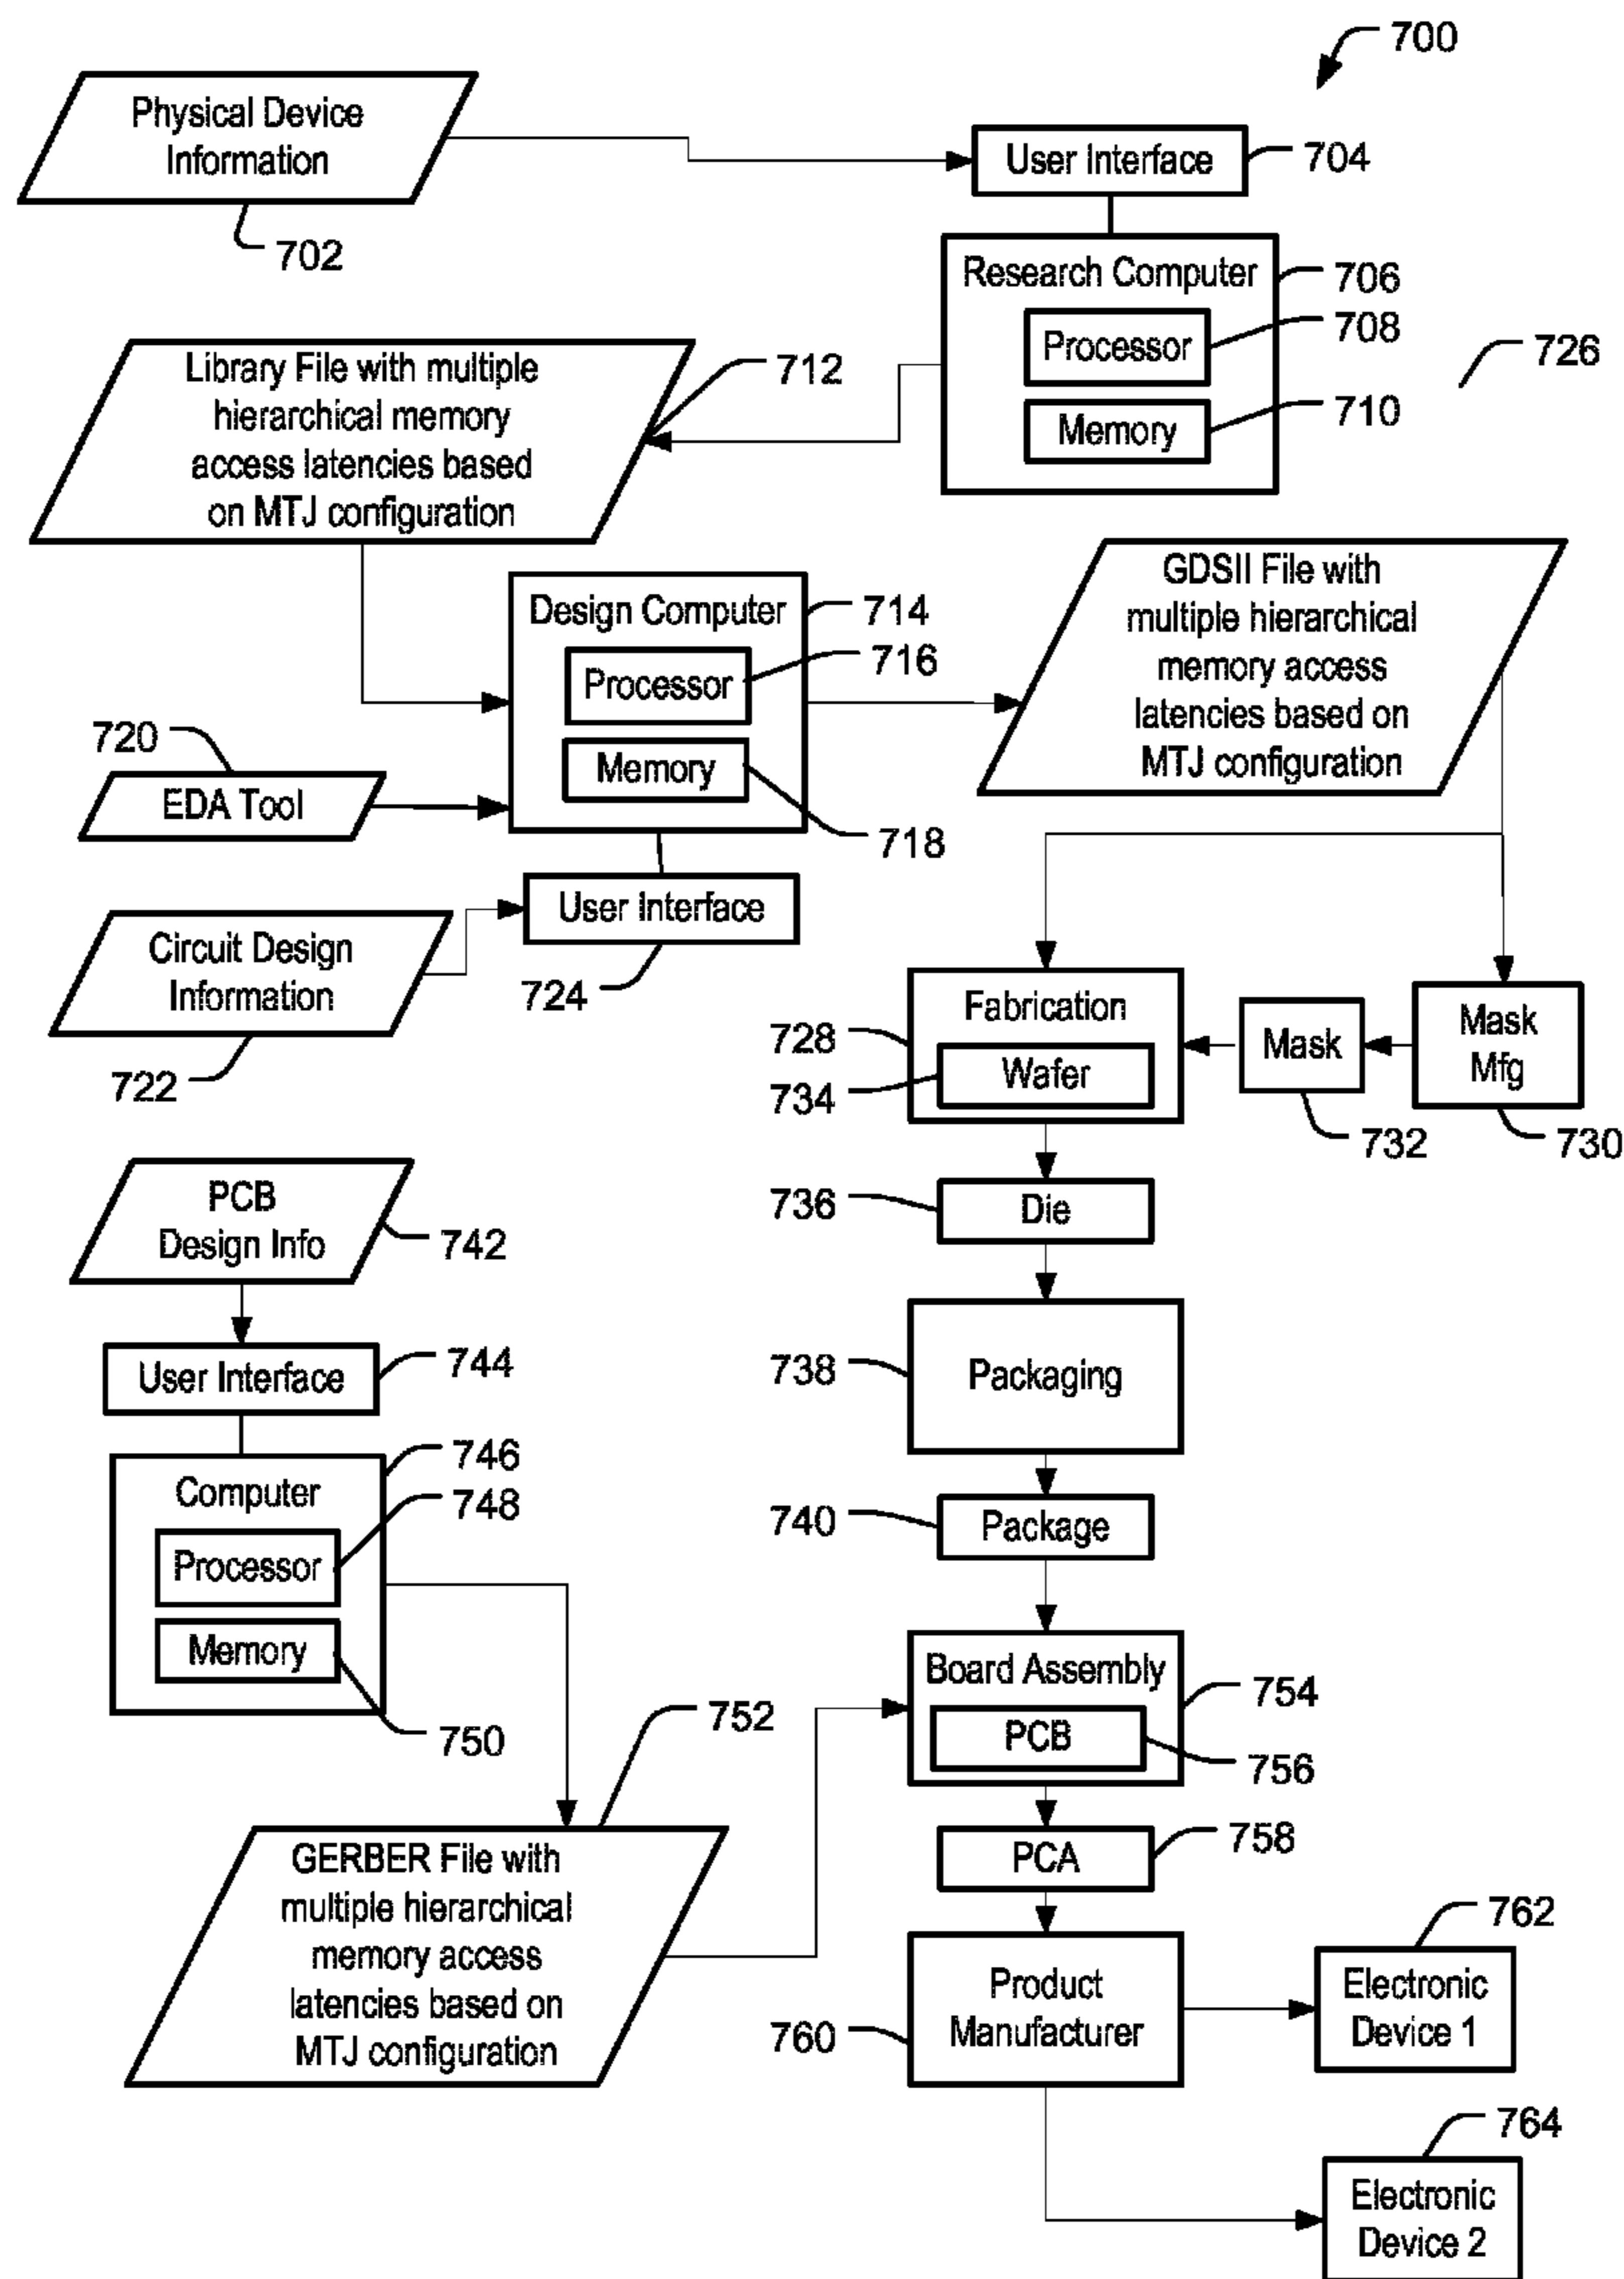 700
Physical Device
Information
702
User Interface
704
Research Computer
706
Processor
708
Memory
710
726
Library File with multiple
hierarchical memory
access latencies based
on MTJ configuration
712
Design Computer
714
Processor
716
Memory
718
GDSII File with
multiple hierarchical
memory access
latencies based on
MTJ configuration
720
EDA Tool
User Interface
724
Circuit Design
Information
722
Fabrication
728
Wafer
734
Mask
732
Mask
Mfg
730
736
Die
738
Packaging
740
Package
PCB
Design Info
742
User Interface
744
Computer
746
Processor
748
Memory
750
752
GERBER File with
multiple hierarchical
memory access
latencies based on
MTJ configuration
Board Assembly
754
PCB
756
PCA
758
Product
Manufacturer
760
762
Electronic
Device 1
764
Electronic
Device 2